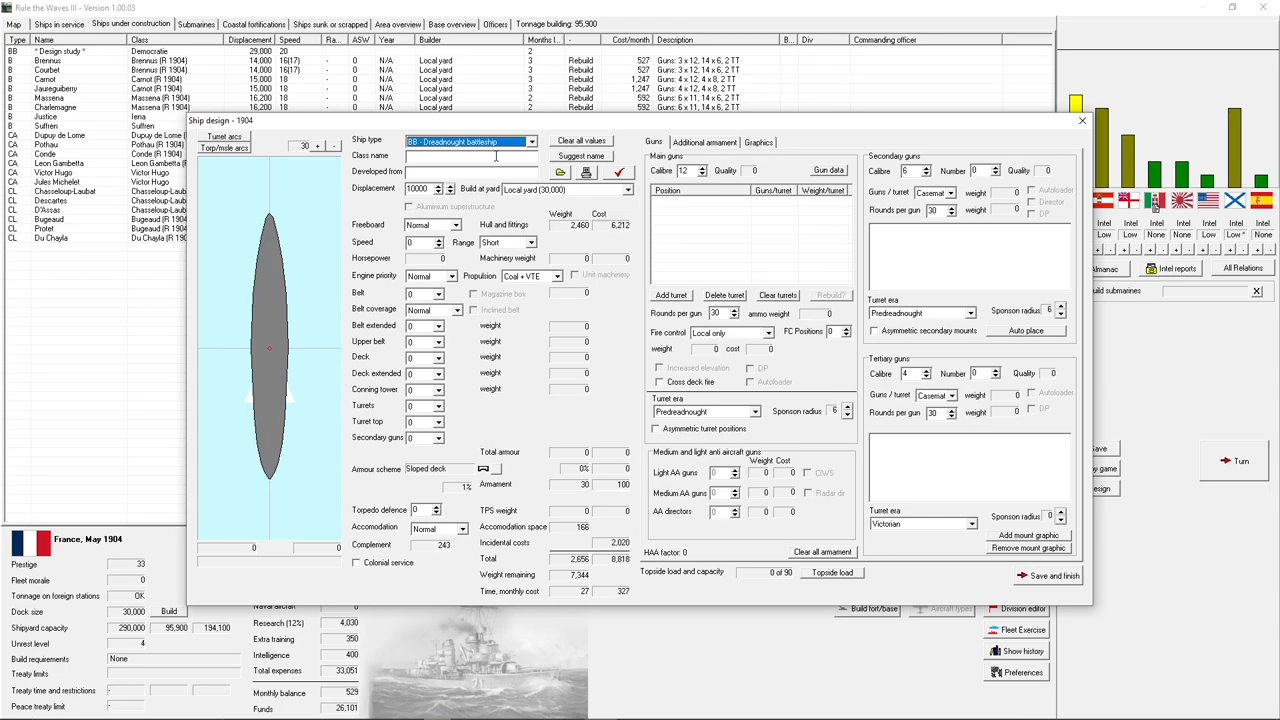 Rule the Waves III - Version 1.00.03
Map Ships in service Ships under construction Submarines Coastal fortifications Ships sunk or scrapped Area overview Base overview Officers Tonnage building: 95,900
Type Name Class Displacement Speed Ra... ASW Year Builder Months l... - Cost/month Description B... Div Commanding officer
BB * Design study * Democratie 29,000 20 2
B Brennus Brennus (R 1904) 14,000 16(17) - 0 N/A Local yard 3 Rebuild 527 Guns: 3 x 12, 14 x 6, 2 TT
B Courbet Brennus (R 1904) 14,000 16(17) - 0 N/A Local yard 3 Rebuild 527 Guns: 3 x 12, 14 x 6, 2 TT
B Carnot Carnot (R 1904) 15,000 18 - 0 N/A Local yard 3 Rebuild 1,247 Guns: 4 x 12, 4 x 8, 2 TT
B Jaureguiberry Carnot (R 1904) 15,000 18 - 0 N/A Local yard 3 Rebuild 1,247 Guns: 4 x 12, 4 x 8, 2 TT
B Massena Massena (R 1904) 16,200 18 - 0 N/A Local yard 2 Rebuild 527 Guns: 6 x 11, 14 x 6, 2 TT
B Charlemagne Massena (R 1904) 16,200 18 - 0 N/A Local yard 2 Rebuild 527 Guns: 6 x 11, 14 x 6, 2 TT
B Justice Iena
B Suffren Suffren
CA Dupuy de Lome Dupuy de Lome
CA Pothau Pothau (R 1904)
CA Conde Conde (R 1904)
CA Leon Gambetta Leon Gambetta (R
CA Victor Hugo Victor Hugo (R 1904)
CA Jules Michelet Jules Michelet (R 19
CL Chasseloup-Laubat Chasseloup-Laubat
CL Descartes Chasseloup-Laubat
CL D'Assas Chasseloup-Laubat
CL Bugeaud Bugeaud (R 1904)
CL Protet Bugeaud (R 1904)
CL Du Chayla Du Chayla (R 1904)
Ship design - 1904
Turret arcs
Torp/msle arcs
30 + -
0 0
Ship type BB - Dreadnought battleship Clear all values
Class name Suggest name
Developed from
Displacement 10000 Build at yard Local yard (30,000)
Aluminium superstructure
Weight Cost
Freeboard Normal Hull and fittings 2,460 6,212
Speed 0 Range Short
Horsepower 0 Machinery weight 0 0
Engine priority Normal Propulsion Coal + VTE Unit machinery
Belt 0 Magazine box 0
Belt coverage Normal Inclined belt
Belt extended 0 weight 0
Upper belt 0 weight 0
Deck 0 weight 0
Deck extended 0 weight 0
Conning tower 0 weight 0
Turrets 0
Turret top 0
Secondary guns 0
Total armour 0 0
Armour scheme Sloped deck 0% 0
1% Armament 30 100
Torpedo defence 0 TPS weight 0 0
Accomodation Normal Accomodation space 166
Complement 243 Incidental costs 2,020
Colonial service Total 2,656 8,818
Weight remaining 7,344
Time, monthly cost 27 327
Guns Additional armament Graphics
Main guns
Calibre 12 Quality 0 Gun data
Position Guns/turret Weight/turret
Add turret Delete turret Clear turrets Rebuild?
Rounds per gun 30 ammo weight 0
Fire control Local only FC Positions 0
weight 0 cost 0
Increased elevation DP
Cross deck fire Autoloader
Turret era
Predreadnought Sponson radius 6
Asymmetric turret positions
Medium and light anti aircraft guns
Weight Cost
Light AA guns 0 0 0 CIWS
Medium AA guns 0 0 0 Radar dir
AA directors 0 0 0
HAA factor: 0 Clear all armament
Topside load and capacity 0 of 90 Topside load
Secondary guns
Calibre 6 Number 0 Quality 0
Guns / turret Casemat weight 0 Autoloader
Director
Rounds per gun 30 weight 0 DP
Turret era
Predreadnought Sponson radius 6
Asymmetric secondary mounts Auto place
Tertiary guns
Calibre 4 Number 0 Quality 0
Guns / turret Casemat weight 0 Autoloader
Rounds per gun 30 weight 0 DP
Turret era
Victorian Sponson radius 0
Add mount graphic
Remove mount graphic
Save and finish
Intel Intel Intel Intel Intel Intel Intel
Low Low None None Low Low * None
+ - + - + - + - + - + - + -
Almanac Intel reports All Relations
Turn
France, May 1904
Prestige 33
Fleet morale 0
Tonnage on foreign stations OK
Dock size 30,000 Build
Shipyard capacity 290,000 95,900 194,100
Unrest level 4
Build requirements None
Treaty limits
Treaty time and restrictions - -
Peace treaty limit -
Naval aircraft 0
Research (12%) 4,030
Extra training 350
Intelligence 400
Total expenses 33,051
Monthly balance 529
Funds 26,101
Build fort/base Aircraft types
Division editor
Fleet Exercise
Show history
Preferences